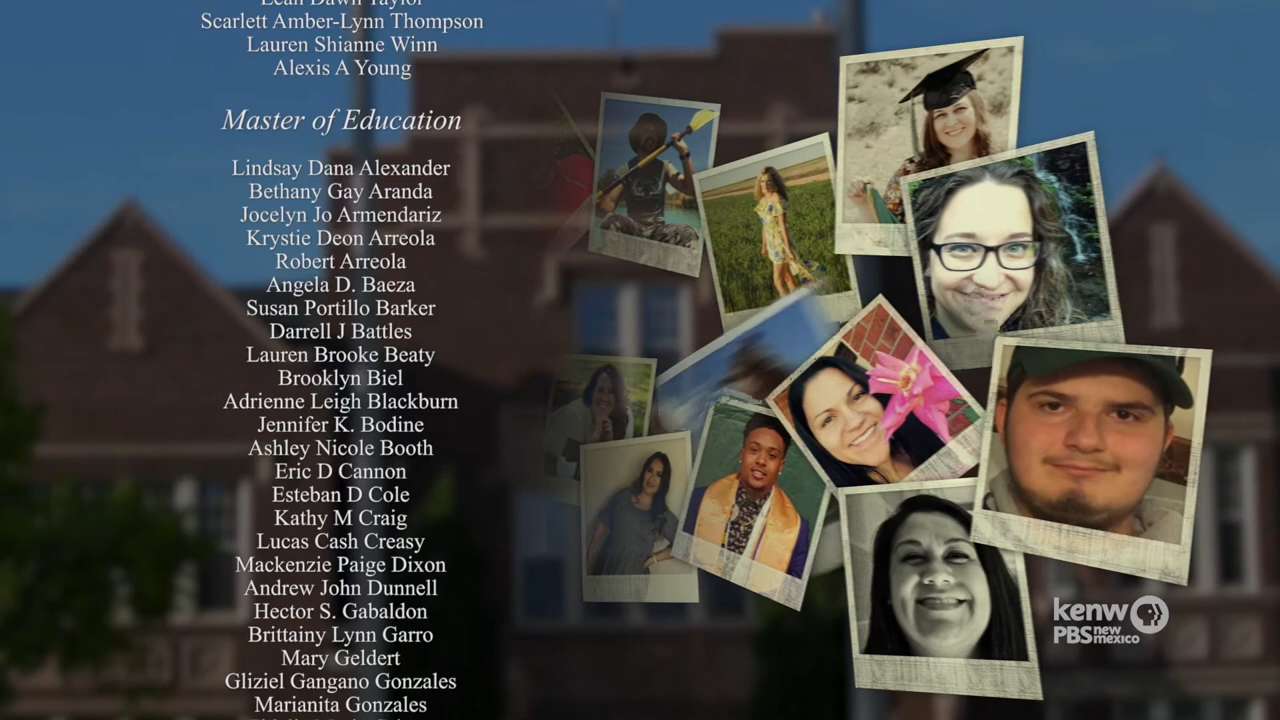 Leah Dawn Taylor
Scarlett Amber-Lynn Thompson
Lauren Shianne Winn
Alexis A Young
Master of Education
Lindsay Dana Alexander
Bethany Gay Aranda
Jocelyn Jo Armendariz
Krystie Deon Arreola
Robert Arreola
Angela D. Baeza
Susan Portillo Barker
Darrell J Battles
Lauren Brooke Beaty
Brooklyn Biel
Adrienne Leigh Blackburn
Jennifer K. Bodine
Ashley Nicole Booth
Eric D Cannon
Esteban D Cole
Kathy M Craig
Lucas Cash Creasy
Mackenzie Paige Dixon
Andrew John Dunnell
Hector S. Gabaldon
Brittainy Lynn Garro
Mary Geldert
Gliziel Gangano Gonzales
Marianita Gonzales
kenw
PBS new mexico